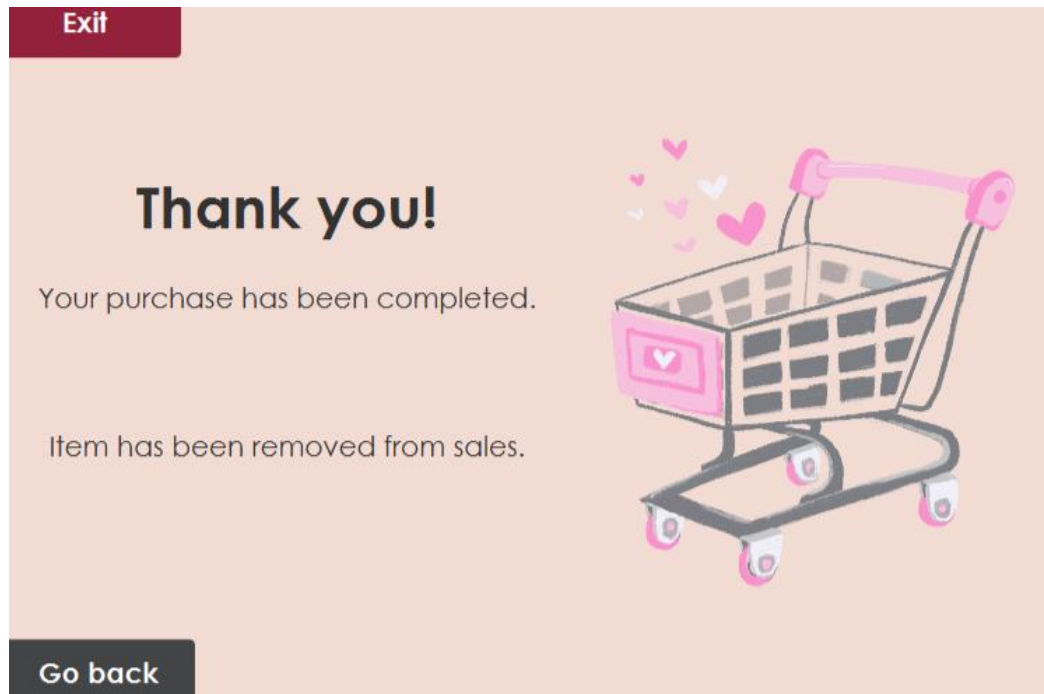 Exit
Thank you!
Your purchase has been completed.
Item has been removed from sales.
Go back